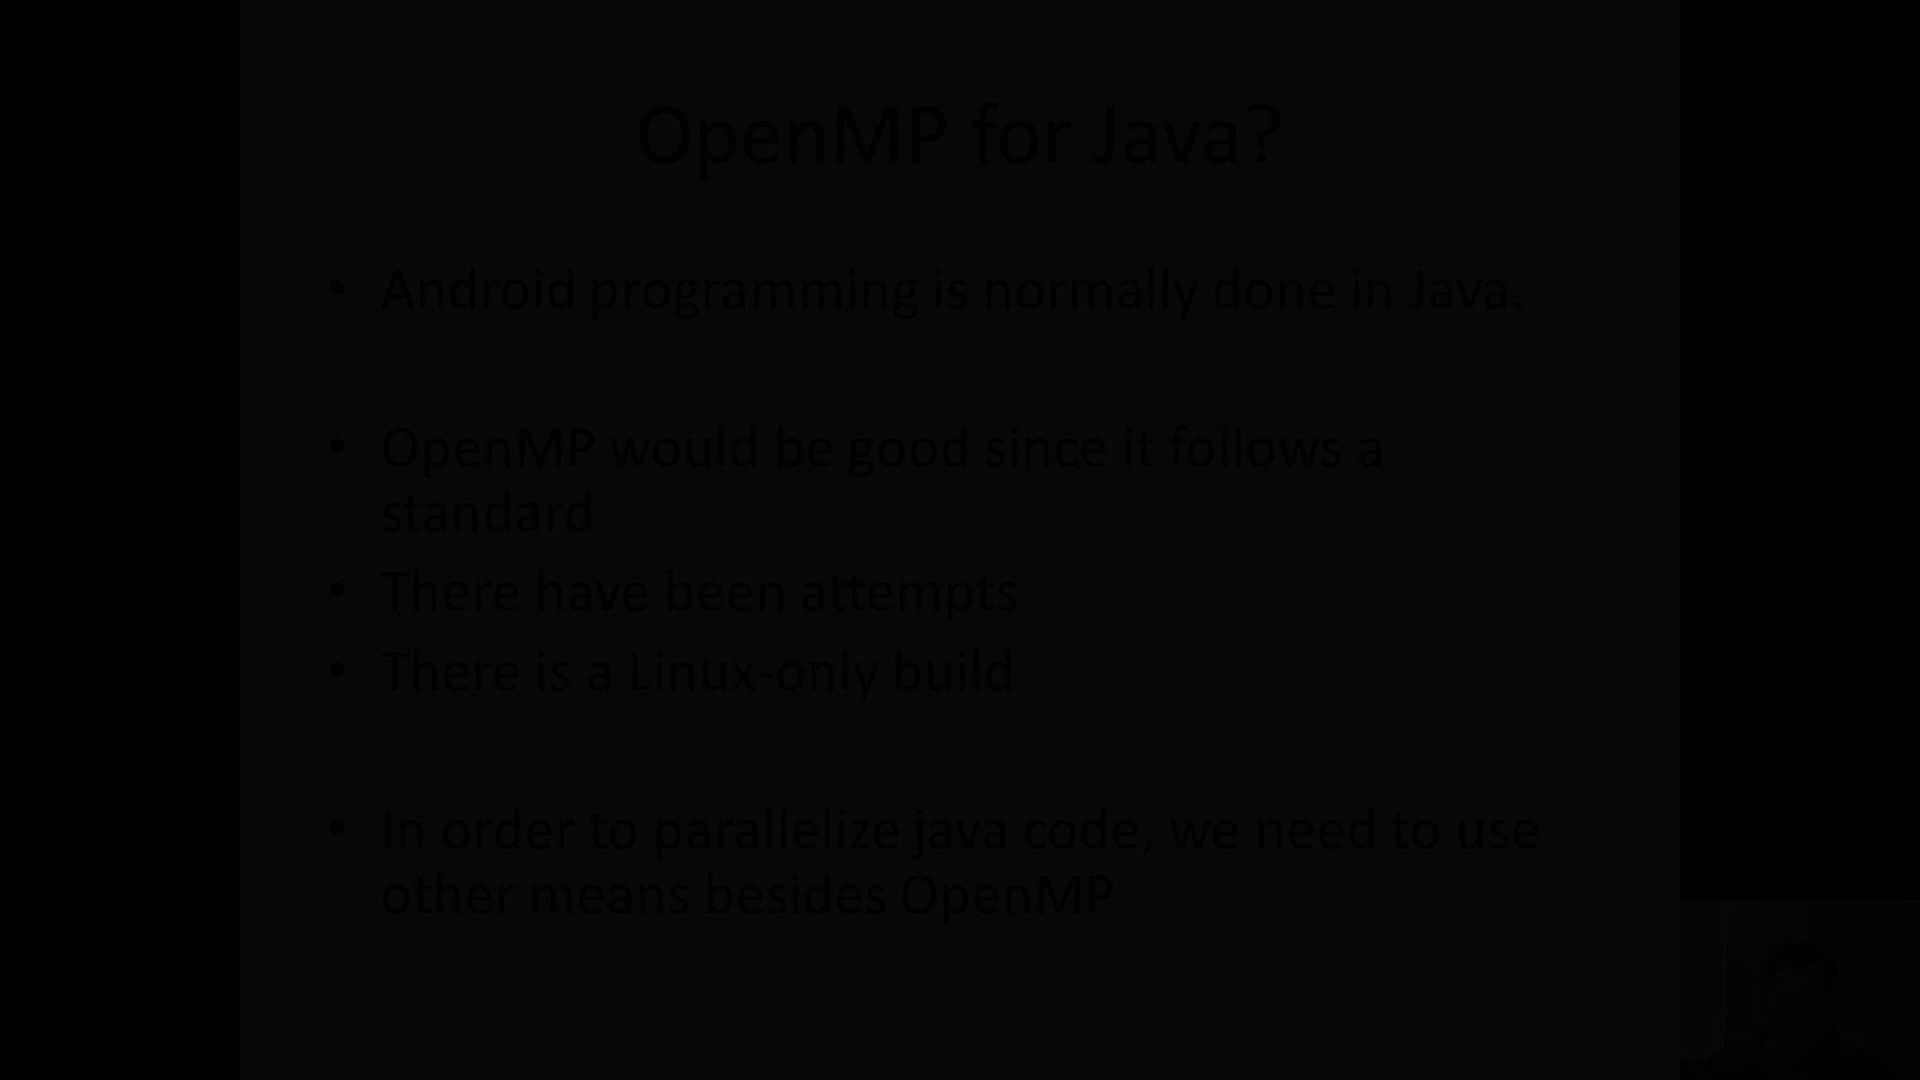 OpenMP for Java?
• Android programming is normally done in Java.
• OpenMP would be good since it follows a
standard
• There have been attempts
• There is a Linux-only build
• In order to parallelize java code, we need to use
other means besides OpenMP